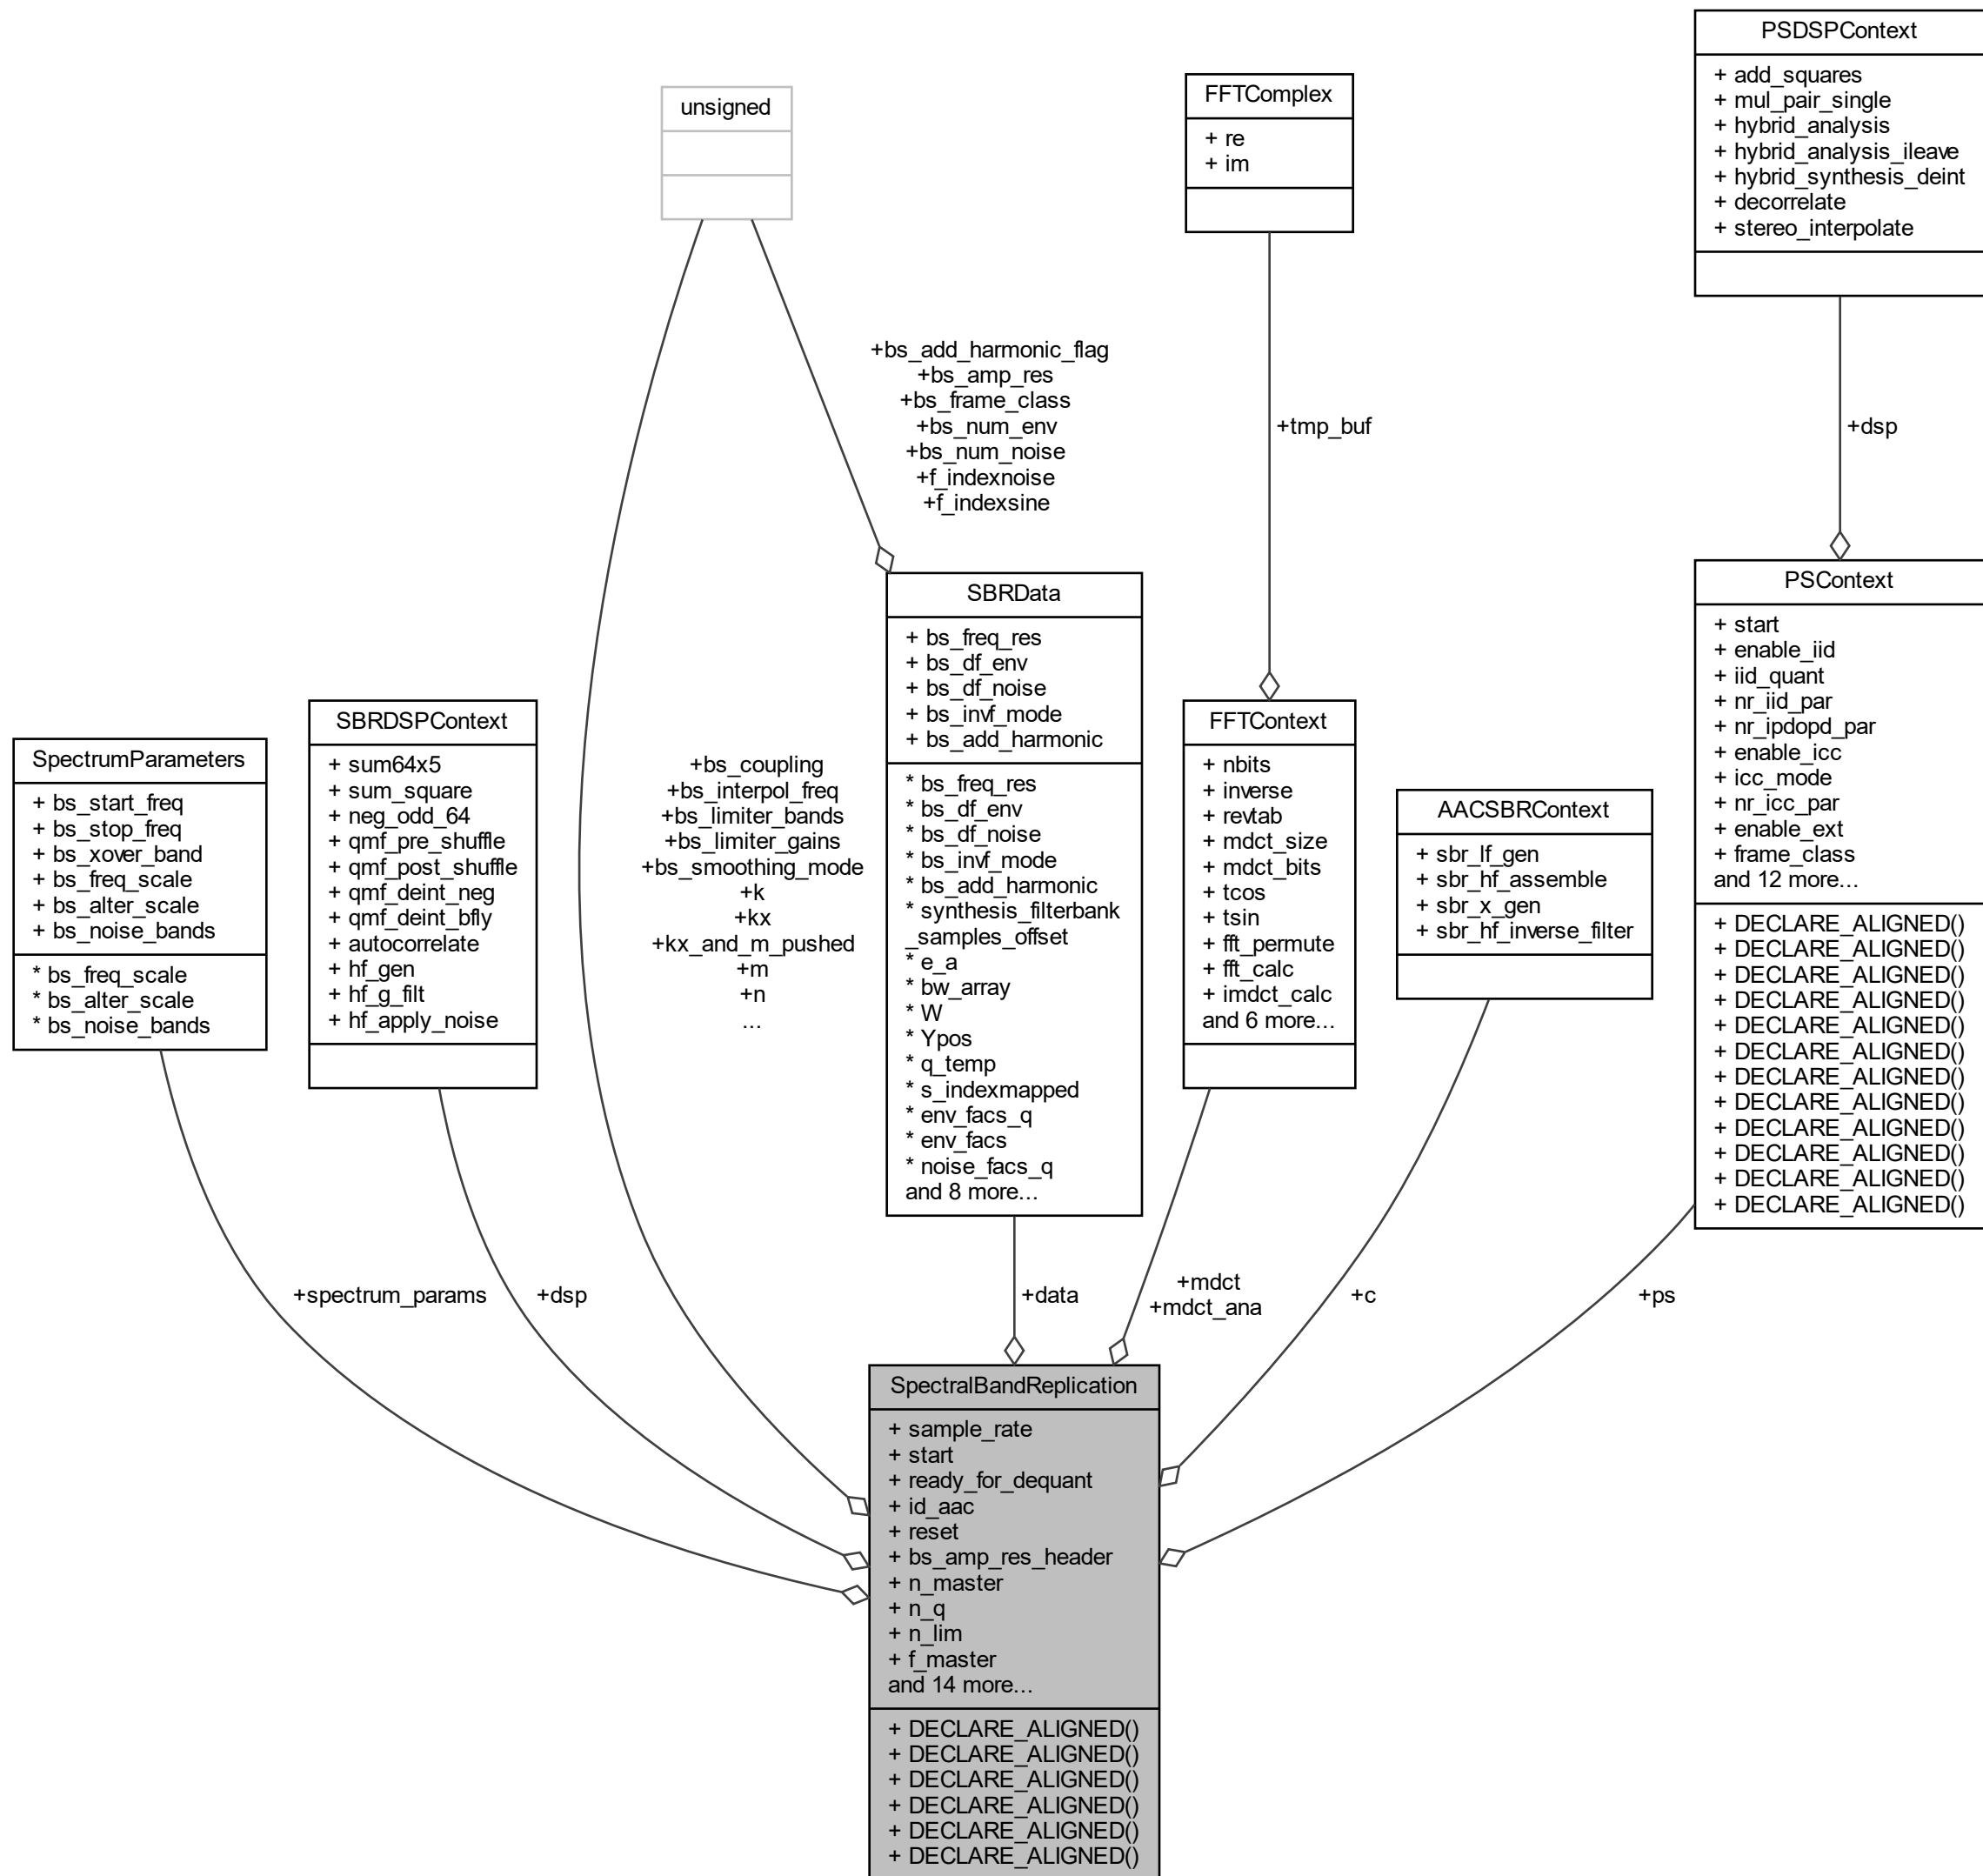 PSDSPContext
+ add_squares
+ mul_pair_single
+ hybrid_analysis
+ hybrid_analysis_ileave
+ hybrid_synthesis_deint
+ decorrelate
+ stereo_interpolate
FFTComplex
+ re
+ im
unsigned
+bs_add_harmonic_flag
+bs_amp_res
+bs_frame_class
+bs_num_env
+bs_num_noise
+f_indexnoise
+f_indexsine
+tmp_buf
+dsp
SpectrumParameters
+ bs_start_freq
+ bs_stop_freq
+ bs_xover_band
+ bs_freq_scale
+ bs_alter_scale
+ bs_noise_bands
* bs_freq_scale
* bs_alter_scale
* bs_noise_bands
SBRDSPContext
+ sum64x5
+ sum_square
+ neg_odd_64
+ qmf_pre_shuffle
+ qmf_post_shuffle
+ qmf_deint_neg
+ qmf_deint_bfly
+ autocorrelate
+ hf_gen
+ hf_g_filt
+ hf_apply_noise
+bs_coupling
+bs_interpol_freq
+bs_limiter_bands
+bs_limiter_gains
+bs_smoothing_mode
+k
+kx
+kx_and_m_pushed
+m
+n
...
SBRData
+ bs_freq_res
+ bs_df_env
+ bs_df_noise
+ bs_invf_mode
+ bs_add_harmonic
* bs_freq_res
* bs_df_env
* bs_df_noise
* bs_invf_mode
* bs_add_harmonic
* synthesis_filterbank
_samples_offset
* e_a
* bw_array
* W
* Ypos
* q_temp
* s_indexmapped
* env_facs_q
* env_facs
* noise_facs_q
and 8 more...
FFTContext
+ nbits
+ inverse
+ revtab
+ mdct_size
+ mdct_bits
+ tcos
+ tsin
+ fft_permute
+ fft_calc
+ imdct_calc
and 6 more...
AACSBRContext
+ sbr_lf_gen
+ sbr_hf_assemble
+ sbr_x_gen
+ sbr_hf_inverse_filter
PSContext
+ start
+ enable_iid
+ iid_quant
+ nr_iid_par
+ nr_ipdopd_par
+ enable_icc
+ icc_mode
+ nr_icc_par
+ enable_ext
+ frame_class
and 12 more...
+ DECLARE_ALIGNED()
+ DECLARE_ALIGNED()
+ DECLARE_ALIGNED()
+ DECLARE_ALIGNED()
+ DECLARE_ALIGNED()
+ DECLARE_ALIGNED()
+ DECLARE_ALIGNED()
+ DECLARE_ALIGNED()
+ DECLARE_ALIGNED()
+ DECLARE_ALIGNED()
+ DECLARE_ALIGNED()
+ DECLARE_ALIGNED()
+spectrum_params
+dsp
+data
+mdct
+mdct_ana
+c
+ps
SpectralBandReplication
+ sample_rate
+ start
+ ready_for_dequant
+ id_aac
+ reset
+ bs_amp_res_header
+ n_master
+ n_q
+ n_lim
+ f_master
and 14 more...
+ DECLARE_ALIGNED()
+ DECLARE_ALIGNED()
+ DECLARE_ALIGNED()
+ DECLARE_ALIGNED()
+ DECLARE_ALIGNED()
+ DECLARE_ALIGNED()